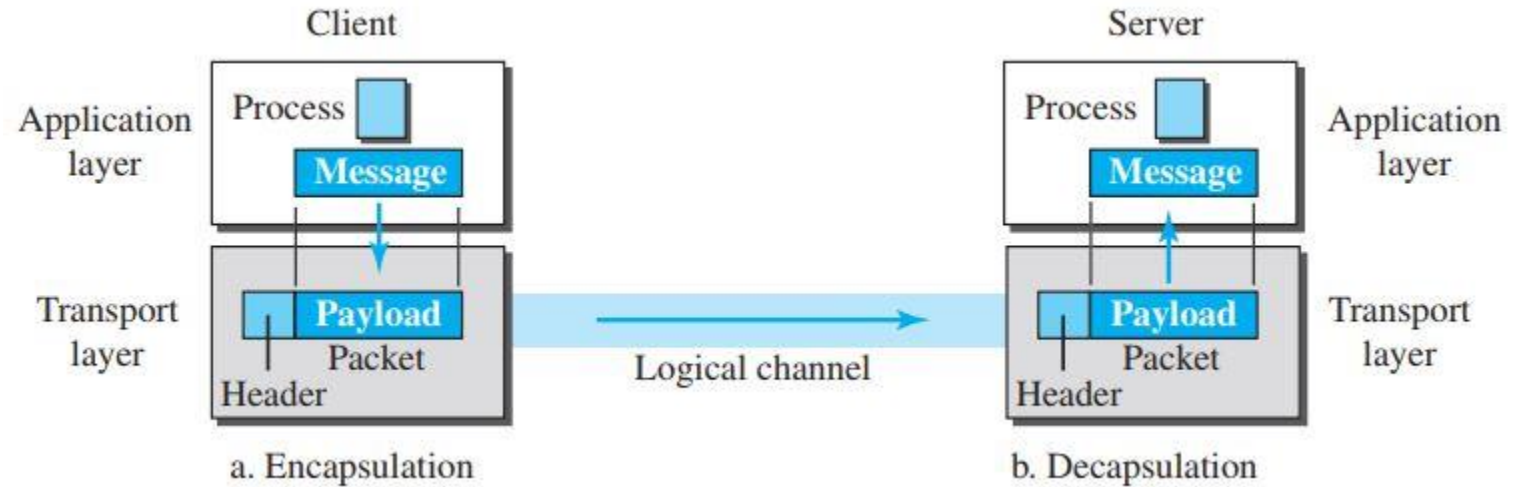 Client
Server
Application
layer
Process
Message
Process
Message
Application
layer
Transport
layer
Payload
Packet
Header
Logical channel
Payload
Packet
Header
Transport
layer
a. Encapsulation
b. Decapsulation